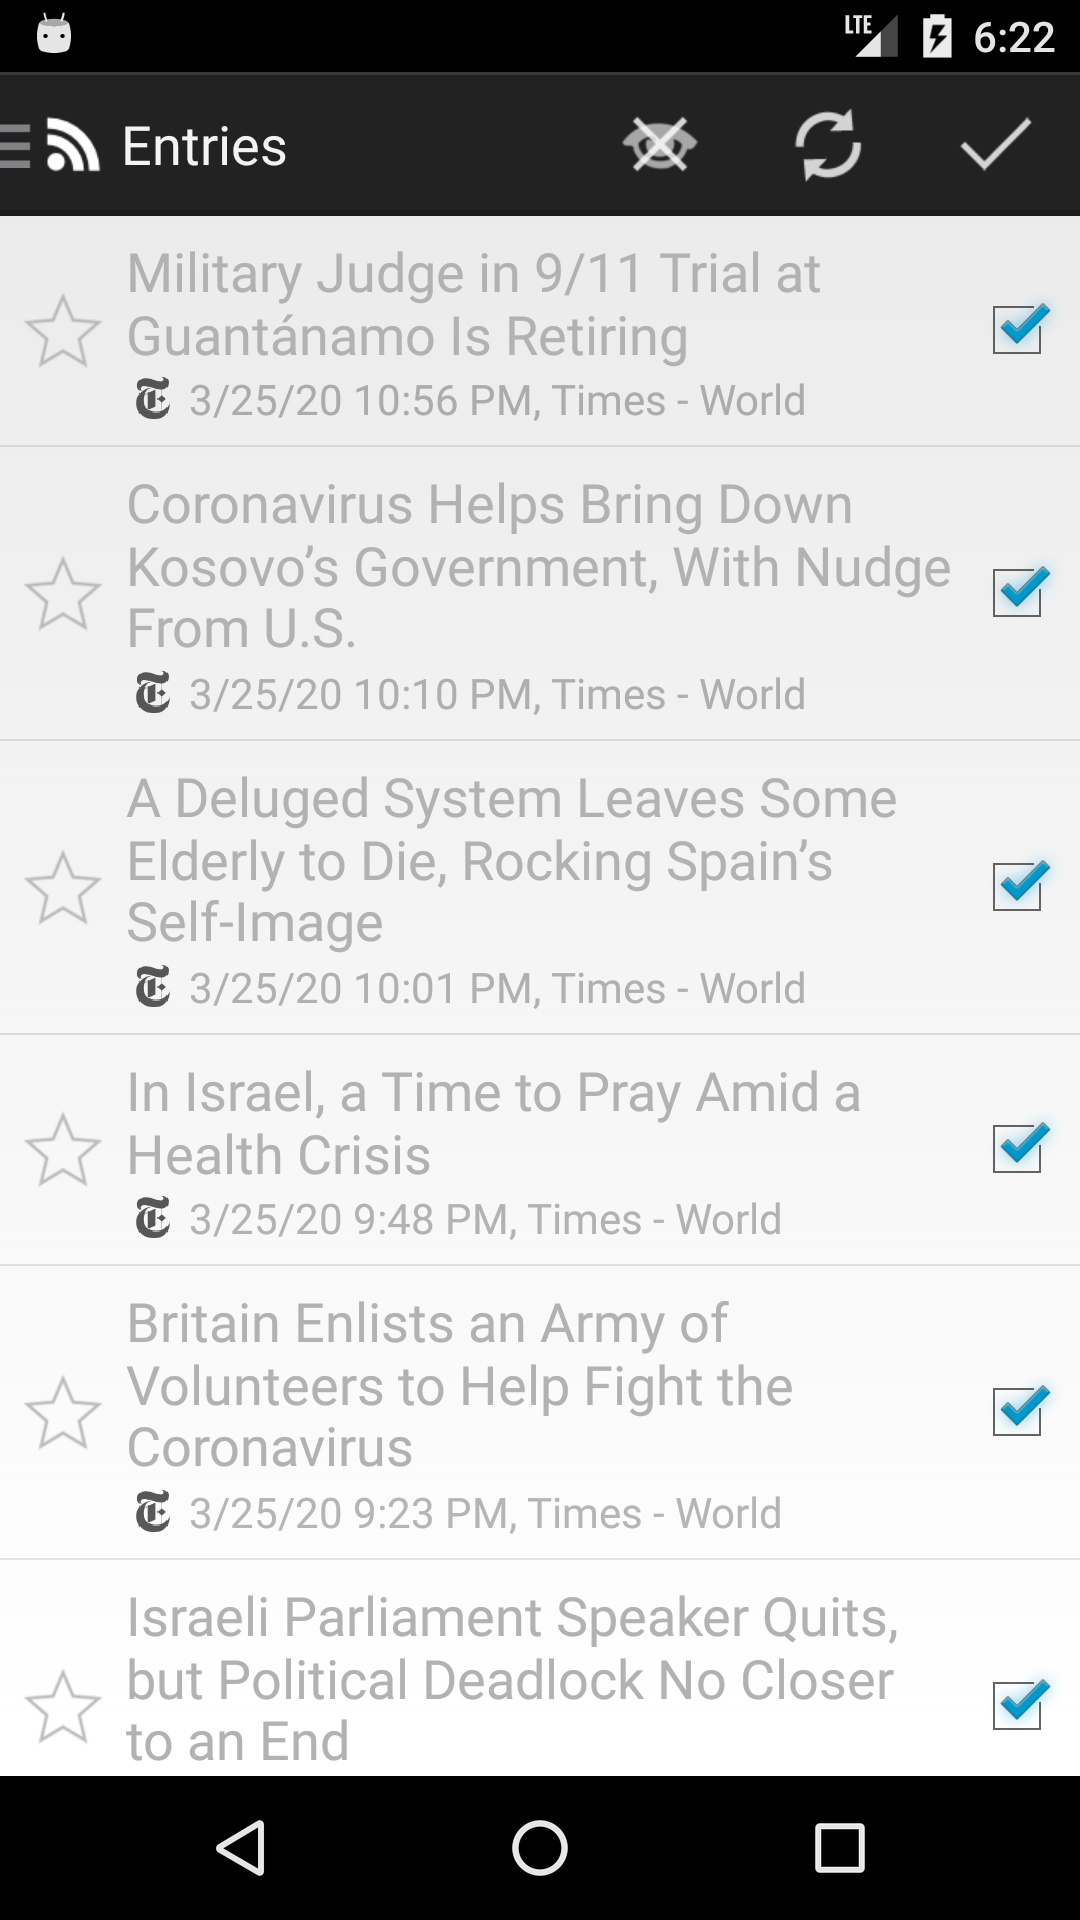 LTE 6:22
Entries
Military Judge in 9/11 Trial at
Guantánamo Is Retiring
3/25/20 10:56 PM, Times - World
Coronavirus Helps Bring Down
Kosovo’s Government, With Nudge
From U.S.
3/25/20 10:10 PM, Times - World
A Deluged System Leaves Some
Elderly to Die, Rocking Spain’s
Self-Image
3/25/20 10:01 PM, Times - World
In Israel, a Time to Pray Amid a
Health Crisis
3/25/20 9:48 PM, Times - World
Britain Enlists an Army of
Volunteers to Help Fight the
Coronavirus
3/25/20 9:23 PM, Times - World
Israeli Parliament Speaker Quits,
but Political Deadlock No Closer
to an End